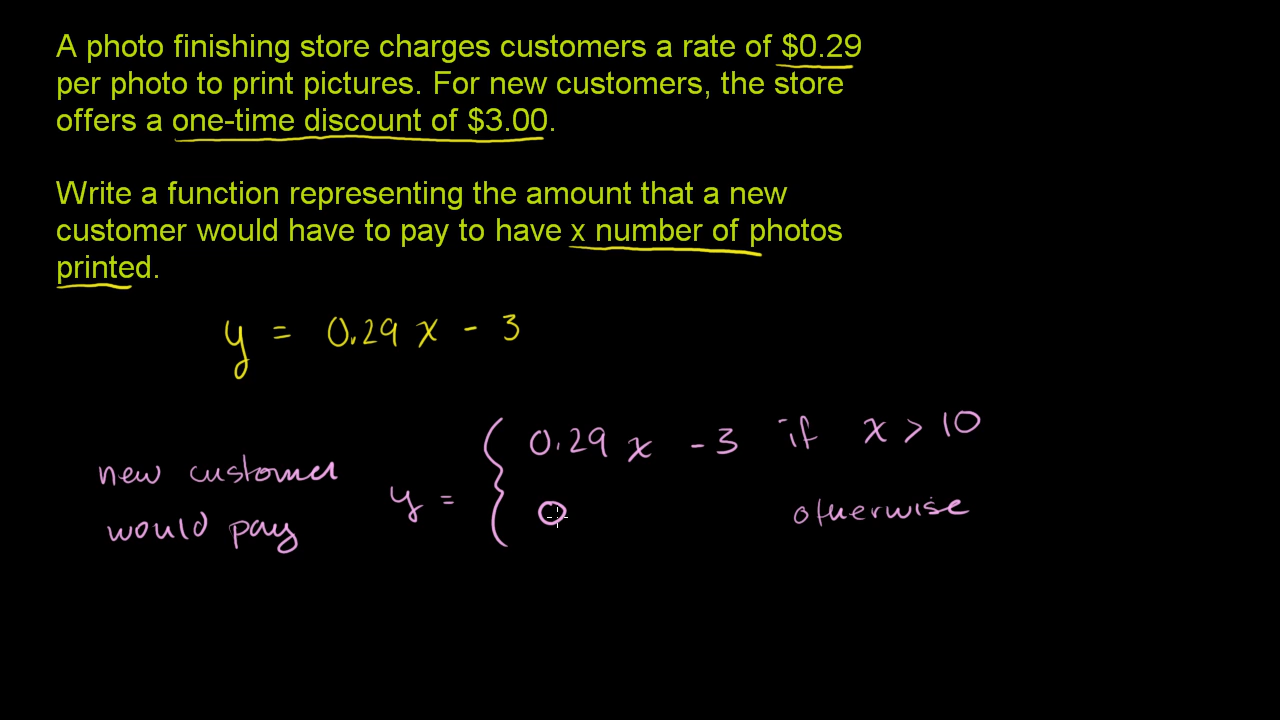 A photo finishing store charges customers a rate of $0.29
per photo to print pictures. For new customers, the store
offers a one-time discount of $3.00.
Write a function representing the amount that a new
customer would have to pay to have x number of photos
printed.
y = 0.29 x - 3
new customer
would pay
y = {
0.29 x - 3 if x > 10
0 otherwise